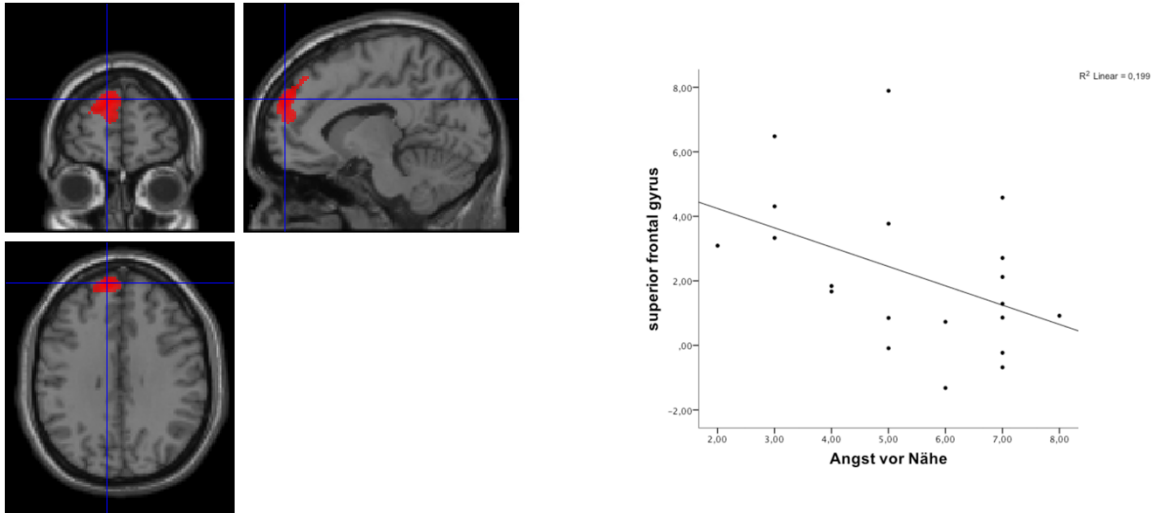 R² Linear = 0,199
8,00
6,00
4,00
2,00
,00
-2,00
superior frontal gyrus
2,00 3,00 4,00 5,00 6,00 7,00 8,00
Angst vor Nähe